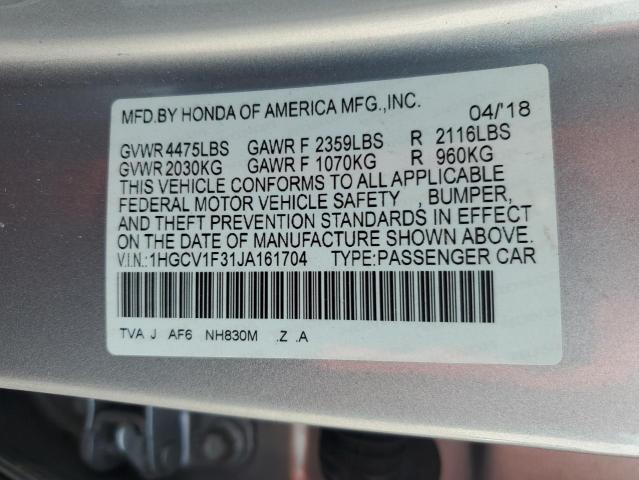 MFD.BY HONDA OF AMERICA MFG.,INC. 04/'18
GVWR 4475LBS GAWR F 2359LBS R 2116LBS
GVWR 2030KG GAWR F 1070KG R 960KG
THIS VEHICLE CONFORMS TO ALL APPLICABLE
FEDERAL MOTOR VEHICLE SAFETY , BUMPER,
AND THEFT PREVENTION STANDARDS IN EFFECT
ON THE DATE OF MANUFACTURE SHOWN ABOVE.
V.I.N.:1HGCV1F31JA161704 TYPE:PASSENGER CAR
TVA J AF6 NH830M .Z .A